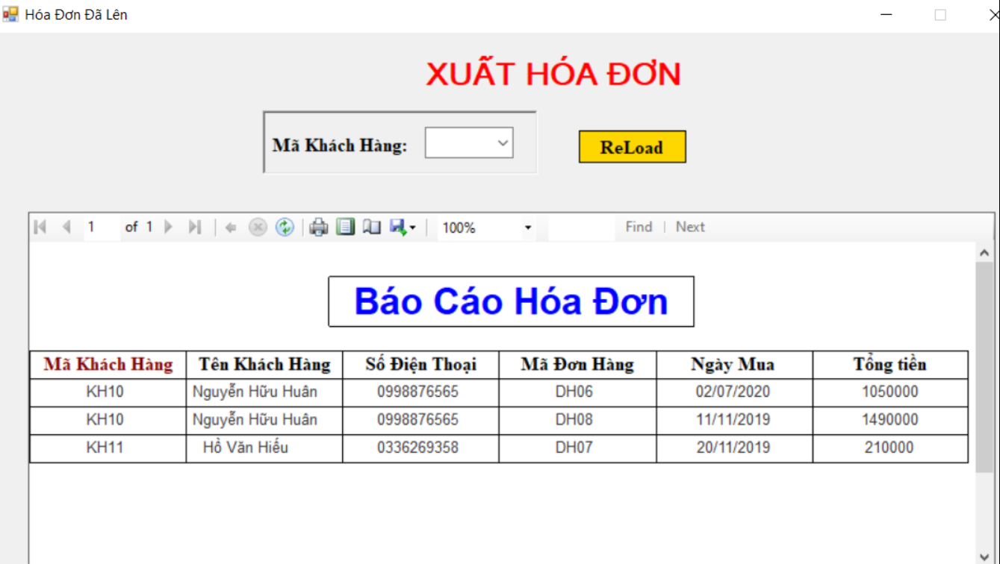 Hóa Đơn Đã Lên
XUẤT HÓA ĐƠN
Mã Khách Hàng:
ReLoad
1 of 1 100% Find | Next
Báo Cáo Hóa Đơn
Mã Khách Hàng Tên Khách Hàng Số Điện Thoại Mã Đơn Hàng Ngày Mua Tổng tiền
KH10 Nguyễn Hữu Huân 0998876565 DH06 02/07/2020 1050000
KH10 Nguyễn Hữu Huân 0998876565 DH08 11/11/2019 1490000
KH11 Hồ Văn Hiếu 0336269358 DH07 20/11/2019 210000